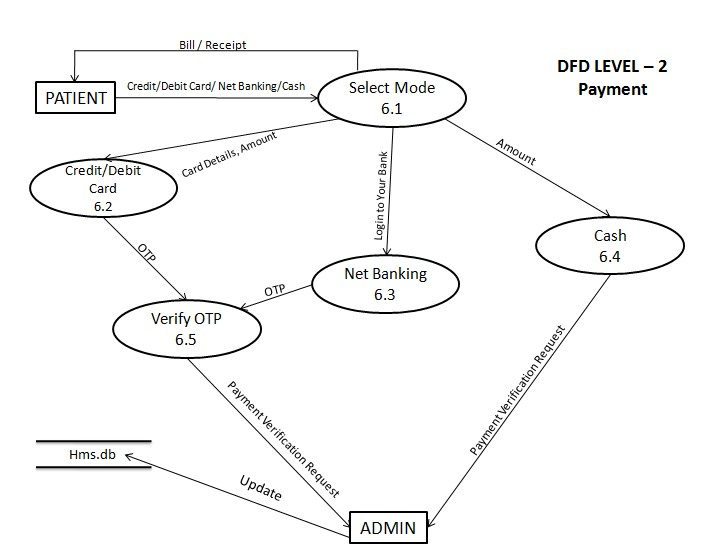 Bill / Receipt
DFD LEVEL – 2
Payment
PATIENT
Credit/Debit Card/ Net Banking/Cash
Select Mode
6.1
Card Details, Amount
Login to Your Bank
Amount
Credit/Debit
Card
6.2
Cash
6.4
OTP
Net Banking
6.3
OTP
Verify OTP
6.5
Payment Verification Request
Payment Verification Request
Hms.db
Update
ADMIN